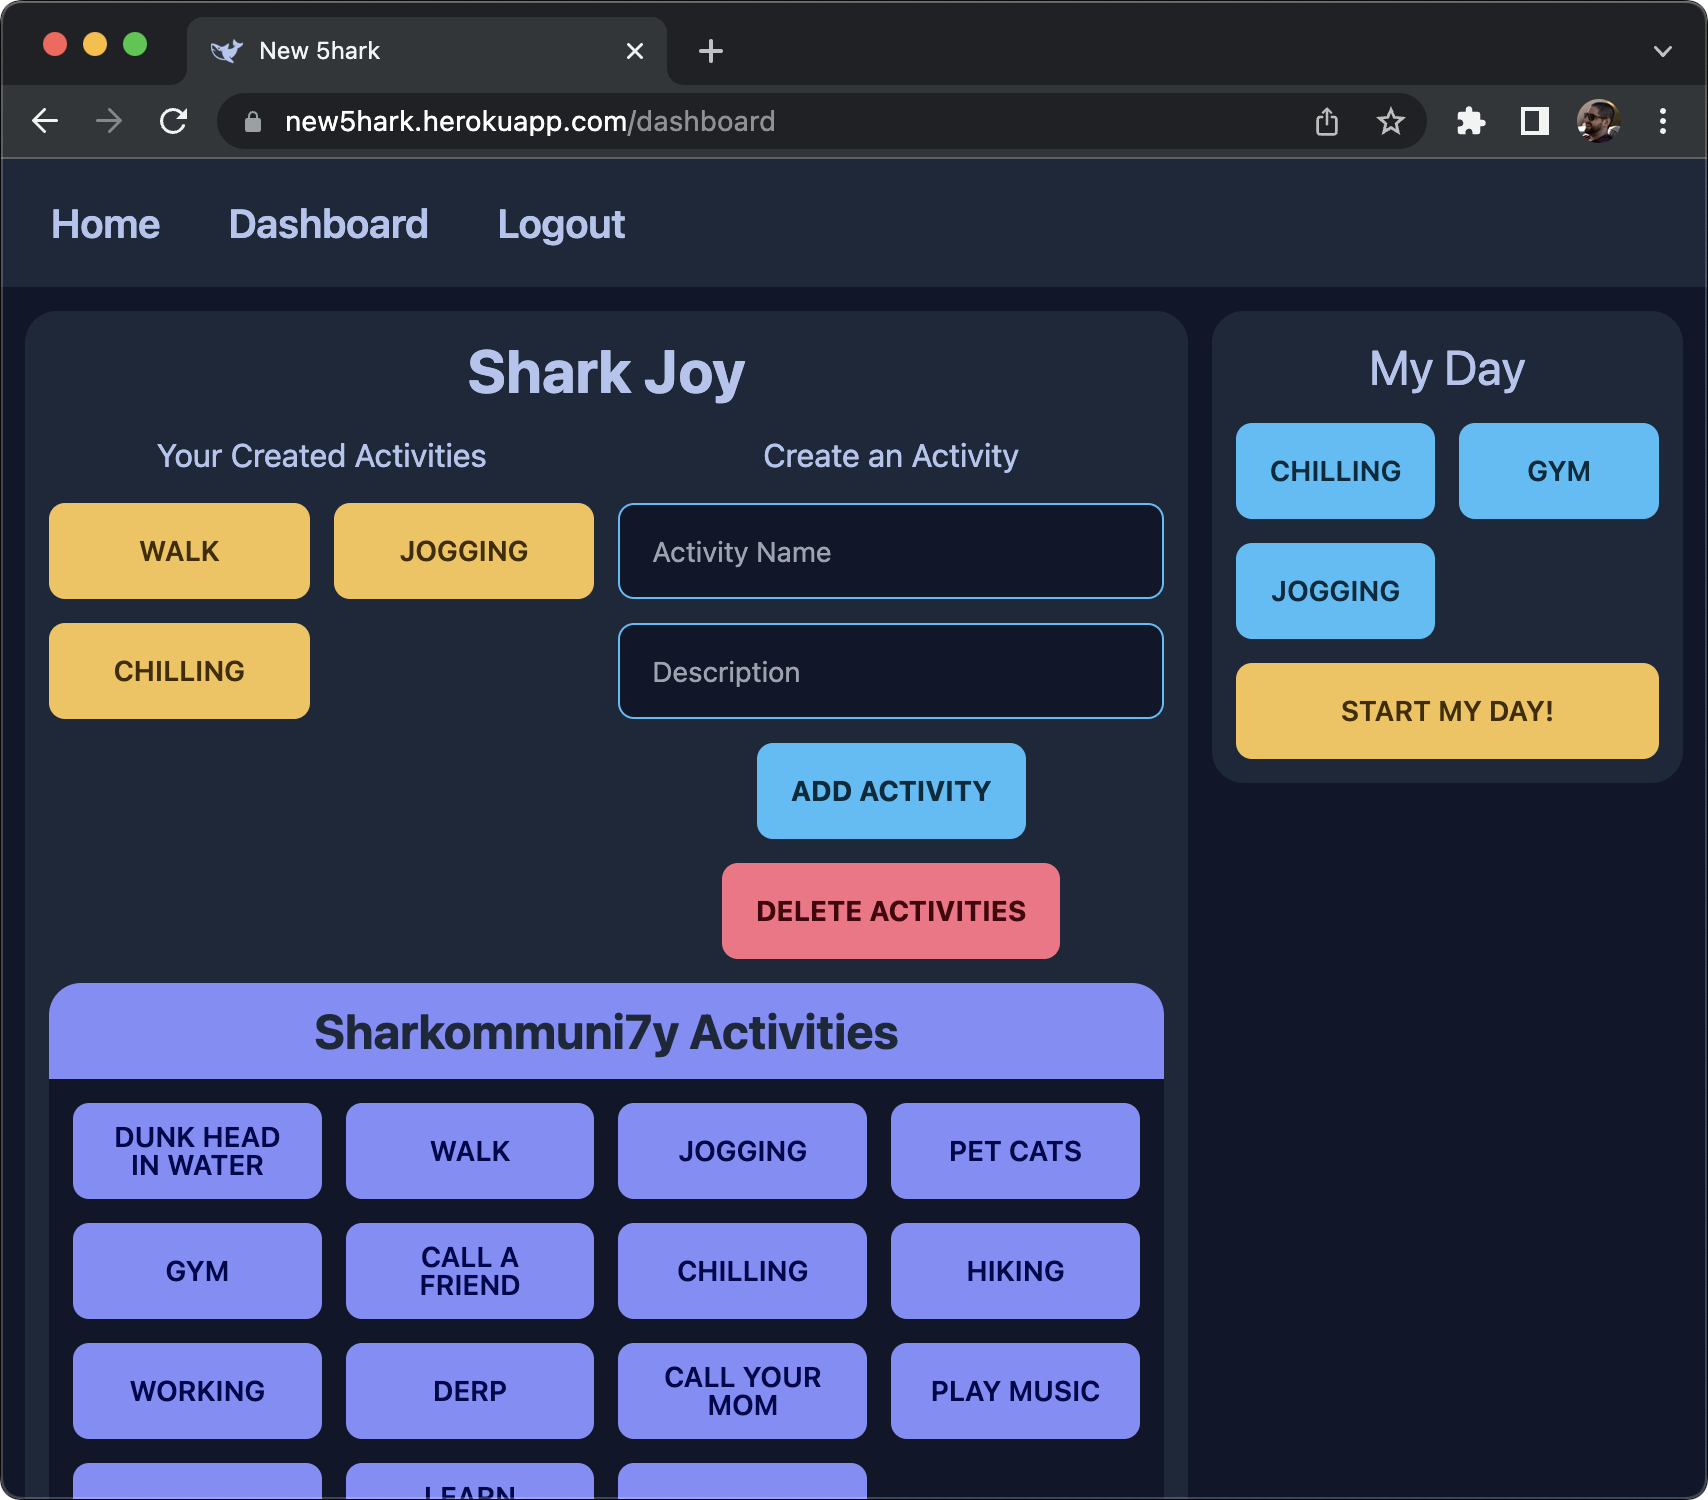 New 5hark
new5hark.herokuapp.com/dashboard
Home
Dashboard
Logout
Shark Joy
Your Created Activities
WALK
JOGGING
CHILLING
Create an Activity
Activity Name
Description
ADD ACTIVITY
DELETE ACTIVITIES
Sharkommuni7y Activities
DUNK HEAD
IN WATER
WALK
JOGGING
PET CATS
GYM
CALL A
FRIEND
CHILLING
HIKING
WORKING
DERP
CALL YOUR
MOM
PLAY MUSIC
LEARN
My Day
CHILLING
GYM
JOGGING
START MY DAY!